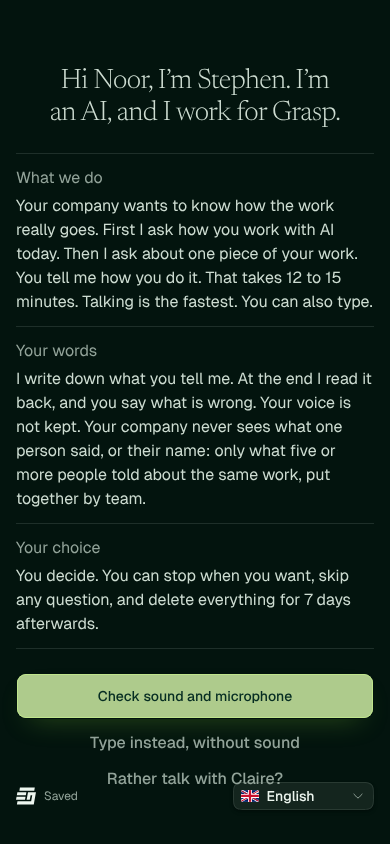 Hi Noor, I’m Stephen. I’m
an AI, and I work for Grasp.
What we do
Your company wants to know how the work
really goes. First I ask how you work with AI
today. Then I ask about one piece of your work.
You tell me how you do it. That takes 12 to 15
minutes. Talking is the fastest. You can also type.
Your words
I write down what you tell me. At the end I read it
back, and you say what is wrong. Your voice is
not kept. Your company never sees what one
person said, or their name: only what five or
more people told about the same work, put
together by team.
Your choice
You decide. You can stop when you want, skip
any question, and delete everything for 7 days
afterwards.
Check sound and microphone
Type instead, without sound
Rather talk with Claire?
Saved
English